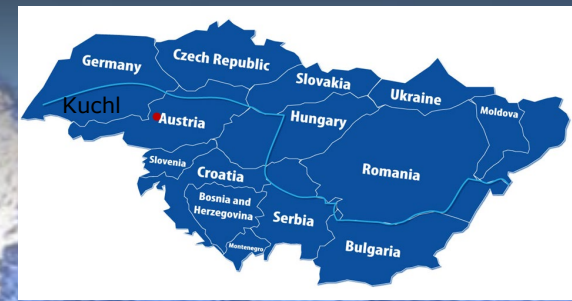 Germany
Czech Republic
Slovakia
Ukraine
Moldova
Kuchl
Austria
Hungary
Romania
Slovenia
Croatia
Bosnia and
Herzegovina
Serbia
Montenegro
Bulgaria